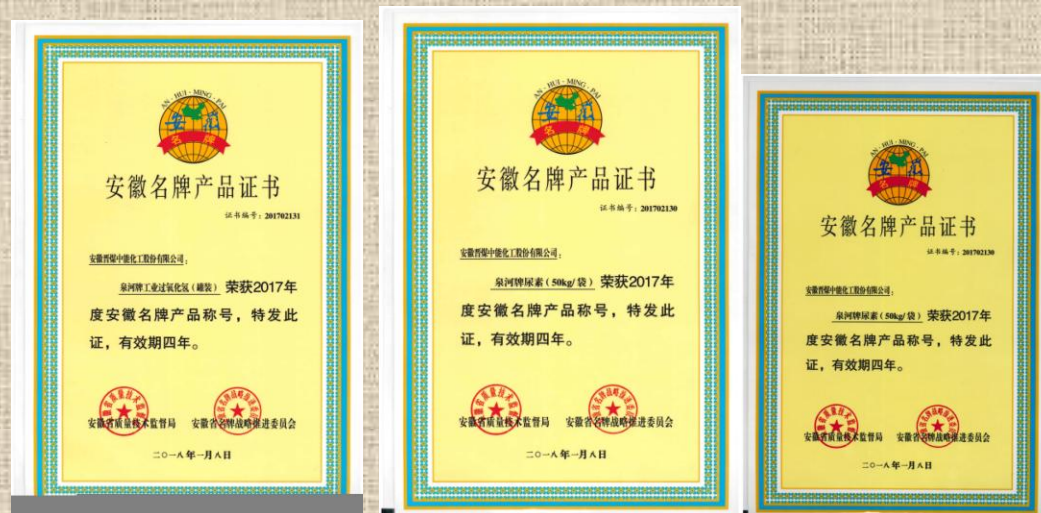 AN·HUI·MING·PAI
安徽
名牌
安徽名牌产品证书
证书编号：201702131
安徽晋煤中能化工股份有限公司：
泉河牌工业过氧化氢（罐装） 荣获2017年
度安徽名牌产品称号，特发此
证，有效期四年。
安徽省质量技术监督局 安徽省名牌战略推进委员会
二○一八年一月八日
AN·HUI·MING·PAI
安徽
名牌
安徽名牌产品证书
证书编号：201702130
安徽晋煤中能化工股份有限公司：
泉河牌尿素（50kg/袋） 荣获2017年
度安徽名牌产品称号，特发此
证，有效期四年。
安徽省质量技术监督局 安徽省名牌战略推进委员会
二○一八年一月八日
AN·HUI·MING·PAI
安徽
名牌
安徽名牌产品证书
证书编号：201702130
安徽晋煤中能化工股份有限公司：
泉河牌尿素（50kg/袋） 荣获2017年
度安徽名牌产品称号，特发此
证，有效期四年。
安徽省质量技术监督局 安徽省名牌战略推进委员会
二○一八年一月八日